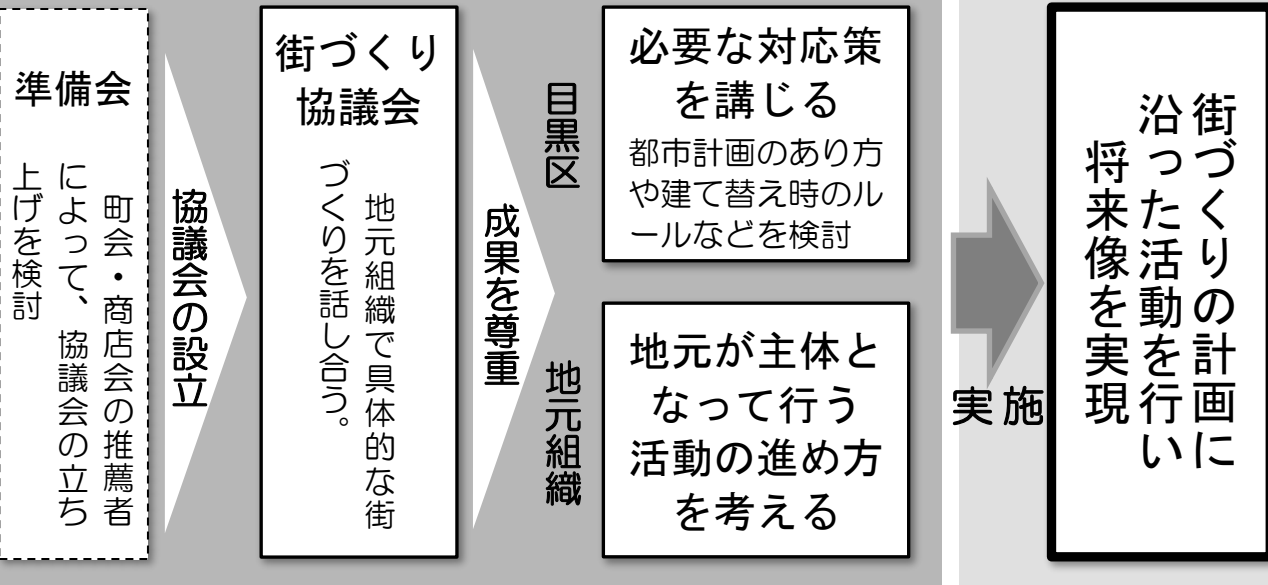 準備会
町会・商店会の推薦者
によって、協議会の立ち
上げを検討
協議会の設立
街づくり
協議会
地元組織で具体的な街
づくりを話し合う。
成果を尊重
目黒区
必要な対応策
を講じる
都市計画のあり方
や建て替え時のル
ールなどを検討
地元組織
地元が主体と
なって行う
活動の進め方
を考える
実施
街づくりの計画に
沿った活動を行い
将来像を実現